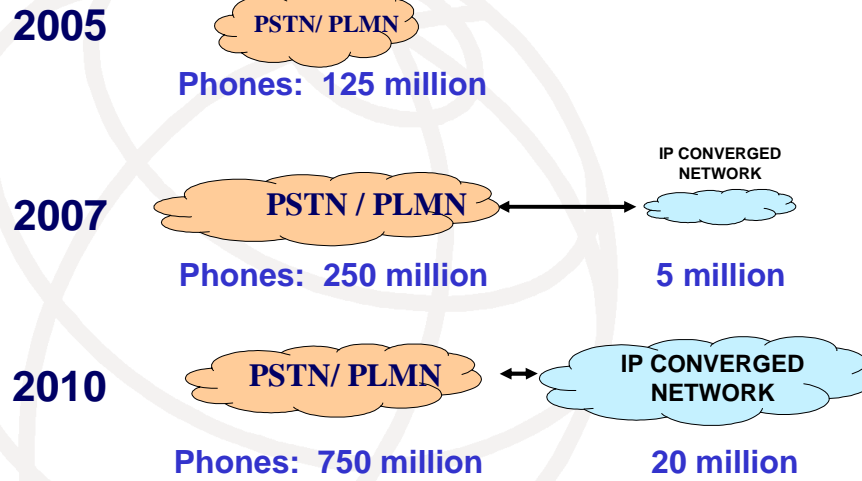 2005
PSTN/ PLMN
Phones: 125 million
2007
PSTN / PLMN
IP CONVERGED
NETWORK
Phones: 250 million
5 million
2010
PSTN/ PLMN
IP CONVERGED
NETWORK
Phones: 750 million
20 million